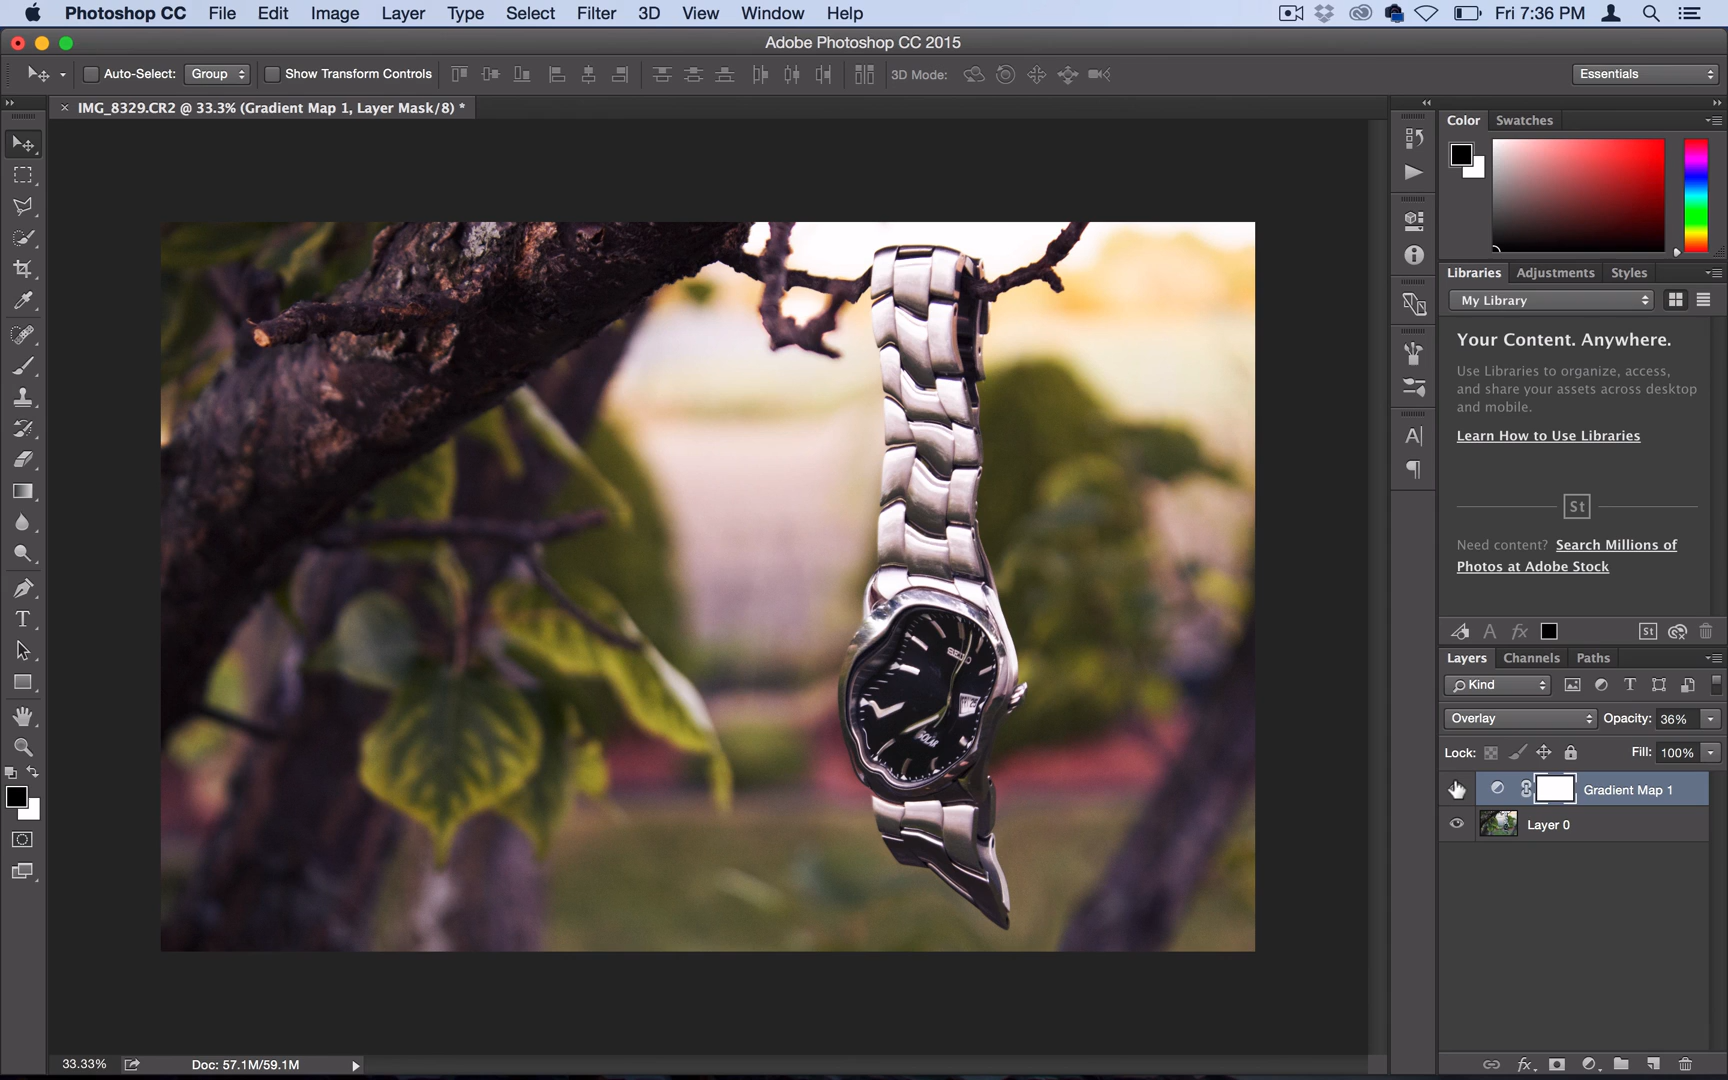 Photoshop CC File Edit Image Layer Type Select Filter 3D View Window Help Fri 7:36 PM
Adobe Photoshop CC 2015
Auto-Select: Group Show Transform Controls 3D Mode: Essentials
IMG_8329.CR2 @ 33.3% (Gradient Map 1, Layer Mask/8) *
Color Swatches
Libraries Adjustments Styles
My Library
Your Content. Anywhere.
Use Libraries to organize, access,
and share your assets across desktop
and mobile.
Learn How to Use Libraries
St
Need content? Search Millions of
Photos at Adobe Stock
A fx St
Layers Channels Paths
Kind T
Overlay Opacity: 36%
Lock: Fill: 100%
Gradient Map 1
Layer 0
SEIKO
SOLAR
33.33% Doc: 57.1M/59.1M fx